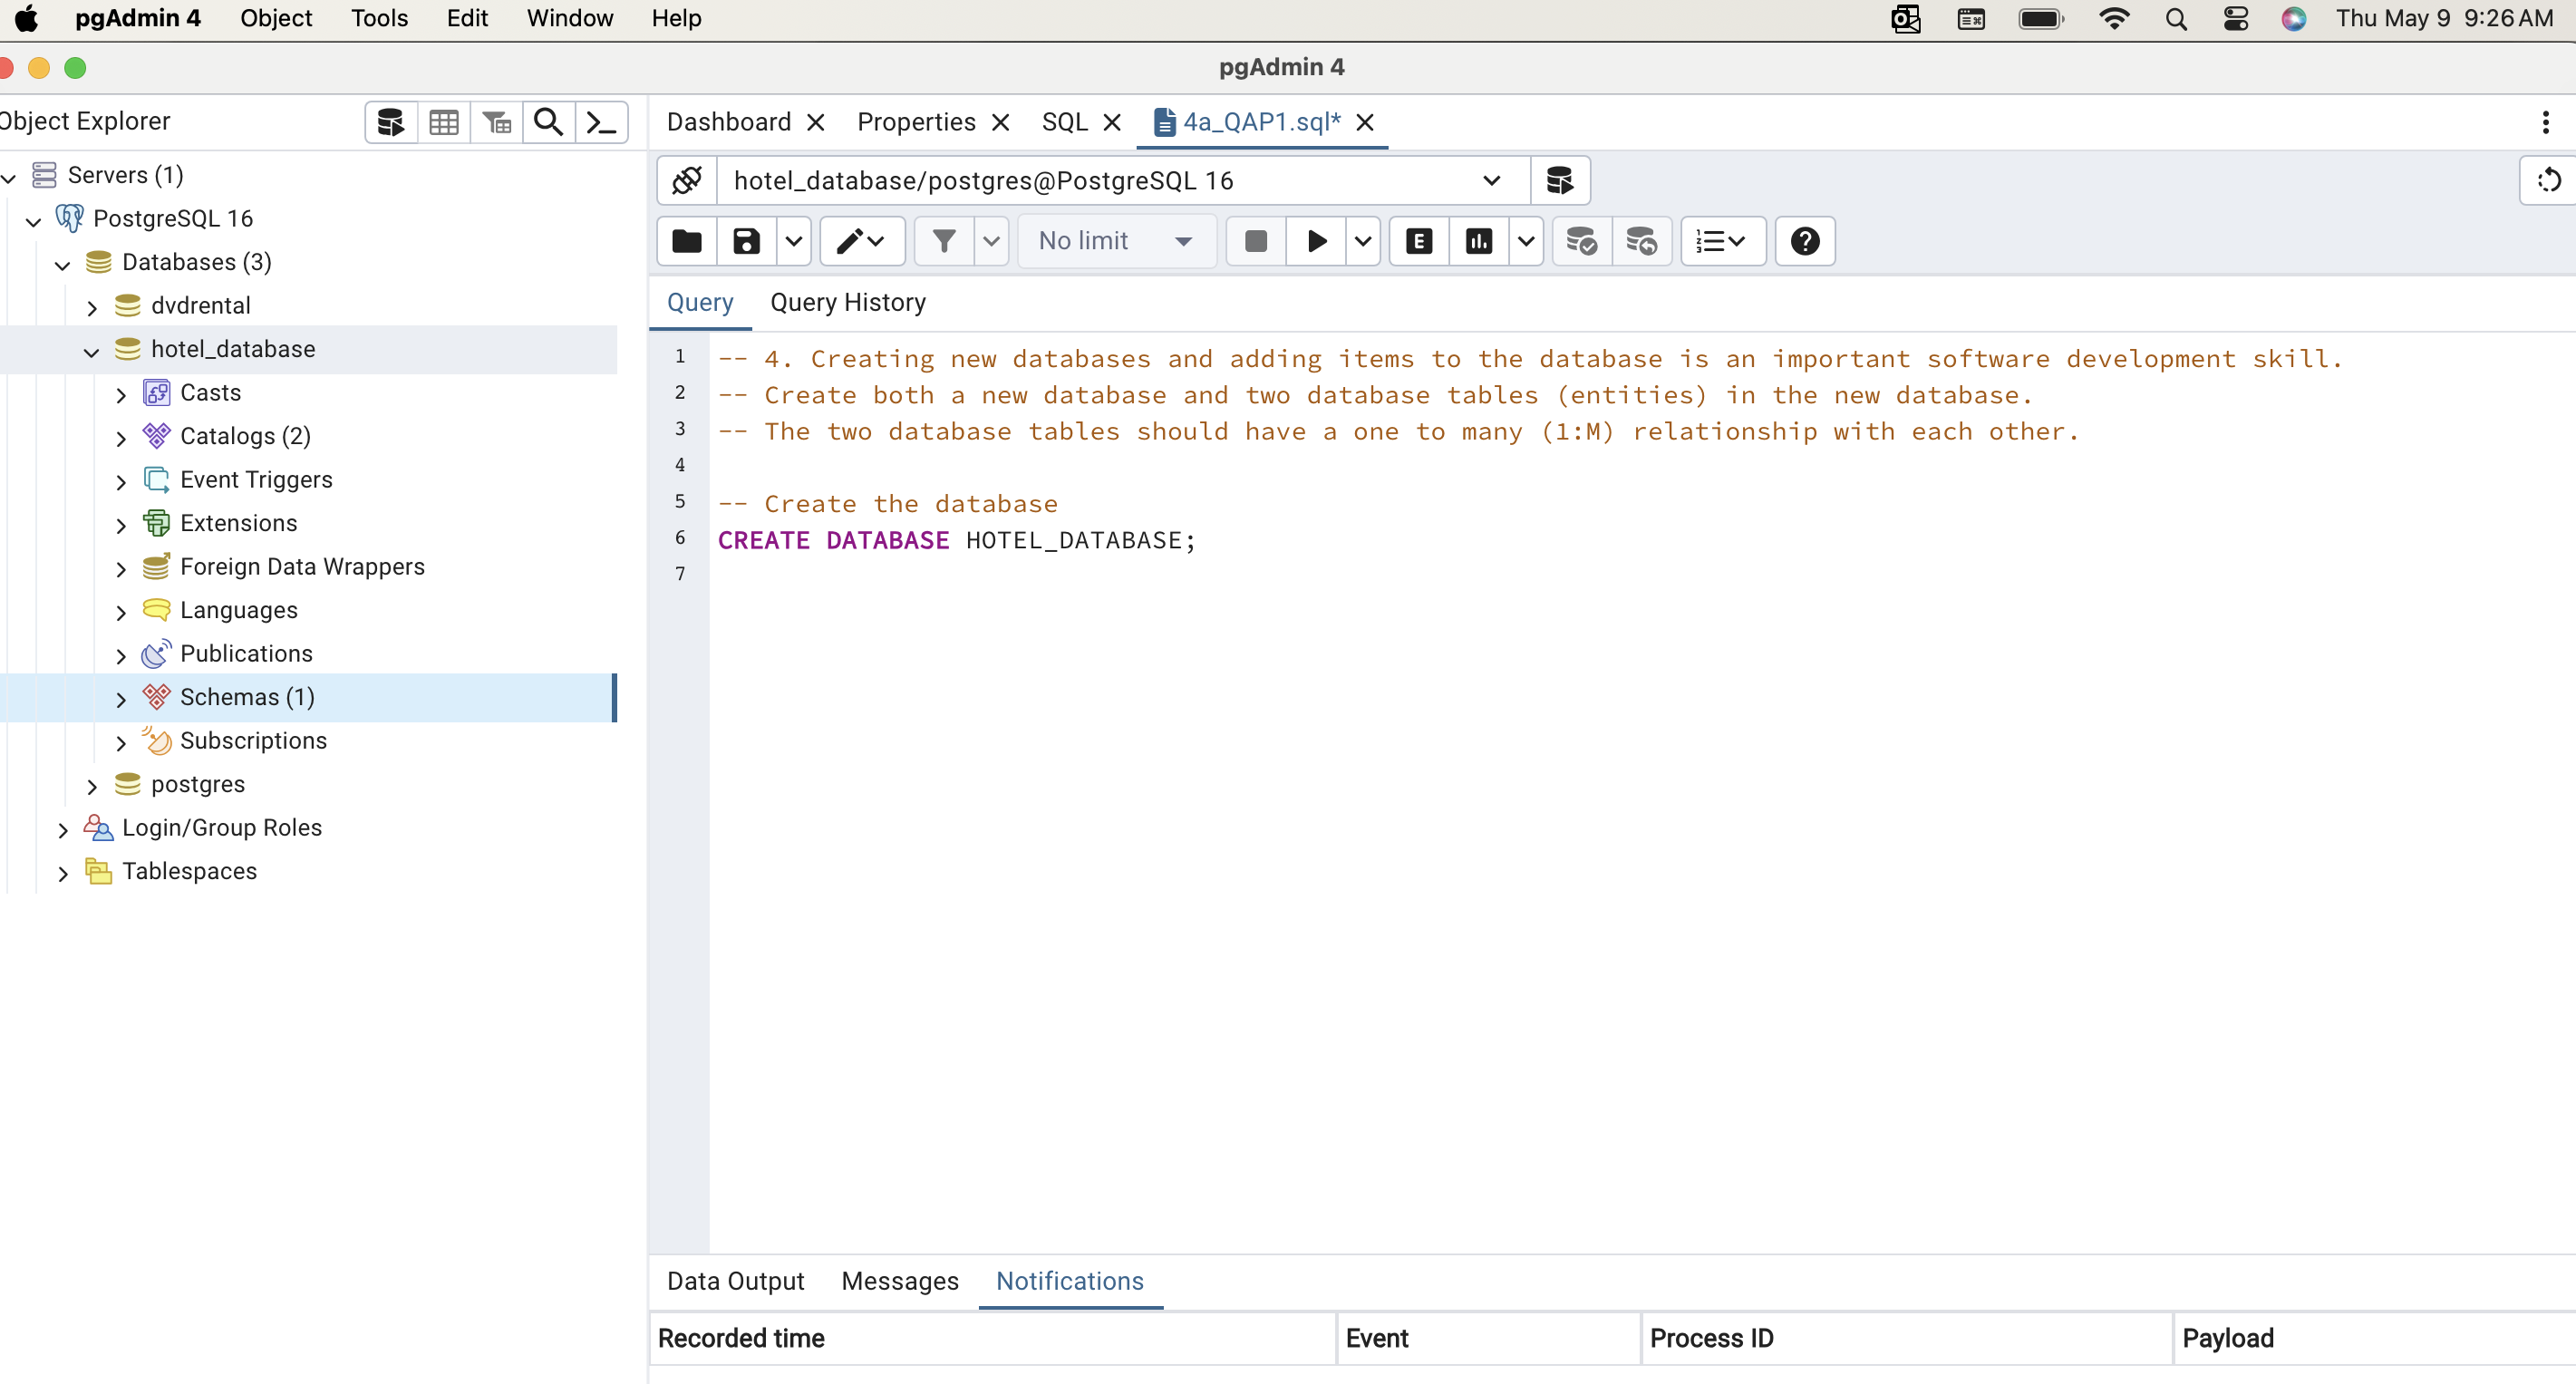 pgAdmin 4 Object Tools Edit Window Help Thu May 9 9:26 AM
pgAdmin 4
Object Explorer
Dashboard Properties SQL 4a_QAP1.sql*
Servers (1)
hotel_database/postgres@PostgreSQL 16
PostgreSQL 16
No limit E
Databases (3)
dvdrental
Query Query History
hotel_database
Casts
Catalogs (2)
Event Triggers
Extensions
Foreign Data Wrappers
Languages
Publications
Schemas (1)
Subscriptions
postgres
Login/Group Roles
Tablespaces
1 -- 4. Creating new databases and adding items to the database is an important software development skill.
2 -- Create both a new database and two database tables (entities) in the new database.
3 -- The two database tables should have a one to many (1:M) relationship with each other.
4
5 -- Create the database
6 CREATE DATABASE HOTEL_DATABASE;
7
Data Output Messages Notifications
Recorded time Event Process ID Payload